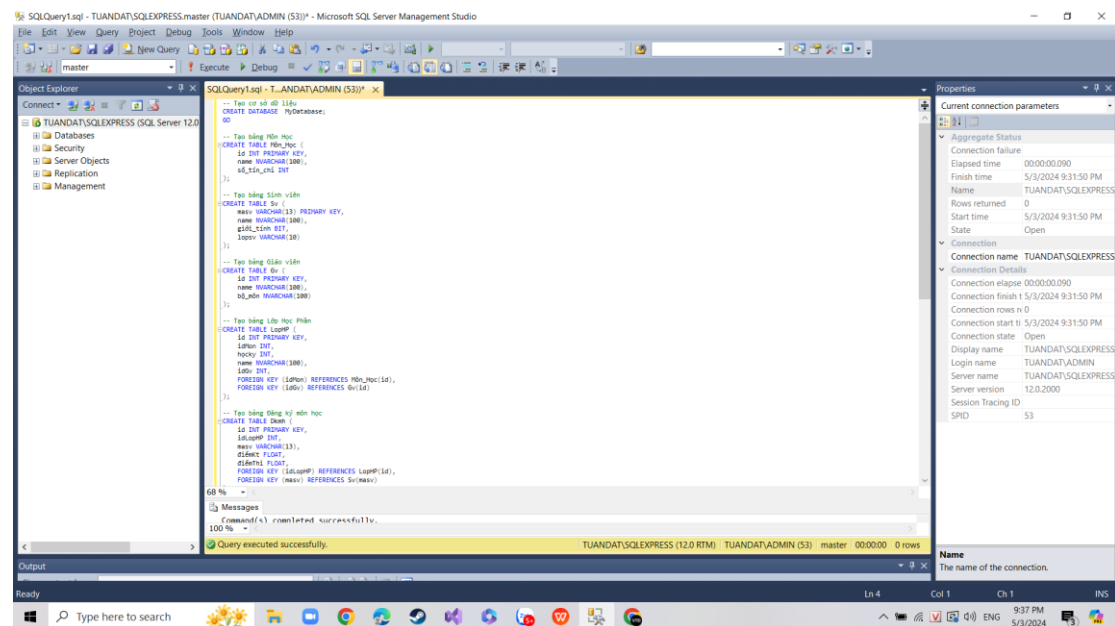 SQLQuery1.sql - TUANDAT\SQLEXPRESS.master (TUANDAT\ADMIN (53))* - Microsoft SQL Server Management Studio
File Edit View Query Project Debug Tools Window Help
New Query
master Execute Debug
Object Explorer
Connect
TUANDAT\SQLEXPRESS (SQL Server 12.0
Databases
Security
Server Objects
Replication
Management
SQLQuery1.sql - T...ANDAT\ADMIN (53))*
-- Tạo cơ sở dữ liệu
CREATE DATABASE MyDatabase;
GO
-- Tạo bảng Môn Học
CREATE TABLE Môn_Học (
id INT PRIMARY KEY,
name NVARCHAR(100),
số_tín_chỉ INT
);
-- Tạo bảng Sinh viên
CREATE TABLE Sv (
masv VARCHAR(13) PRIMARY KEY,
name NVARCHAR(100),
giới_tính BIT,
lopsv VARCHAR(10)
);
-- Tạo bảng Giáo viên
CREATE TABLE Gv (
id INT PRIMARY KEY,
name NVARCHAR(100),
bộ_môn NVARCHAR(100)
);
-- Tạo bảng Lớp Học Phần
CREATE TABLE LopHP (
id INT PRIMARY KEY,
idMon INT,
hocky INT,
name NVARCHAR(100),
idGv INT,
FOREIGN KEY (idMon) REFERENCES Môn_Học(id),
FOREIGN KEY (idGv) REFERENCES Gv(id)
);
-- Tạo bảng Đăng ký môn học
CREATE TABLE Dkmh (
id INT PRIMARY KEY,
idLopHP INT,
masv VARCHAR(13),
điểmKt FLOAT,
điểmThi FLOAT,
FOREIGN KEY (idLopHP) REFERENCES LopHP(id),
FOREIGN KEY (masv) REFERENCES Sv(masv)
68 %
Messages
Command(s) completed successfully.
100 %
Query executed successfully. TUANDAT\SQLEXPRESS (12.0 RTM) TUANDAT\ADMIN (53) master 00:00:00 0 rows
Properties
Current connection parameters
Aggregate Status
Connection failure
Elapsed time 00:00:00.090
Finish time 5/3/2024 9:31:50 PM
Name TUANDAT\SQLEXPRESS
Rows returned 0
Start time 5/3/2024 9:31:50 PM
State Open
Connection
Connection name TUANDAT\SQLEXPRESS
Connection Details
Connection elapse 00:00:00.090
Connection finish t 5/3/2024 9:31:50 PM
Connection rows re 0
Connection start ti 5/3/2024 9:31:50 PM
Connection state Open
Display name TUANDAT\SQLEXPRESS
Login name TUANDAT\ADMIN
Server name TUANDAT\SQLEXPRESS
Server version 12.0.2000
Session Tracing ID
SPID 53
Name
The name of the connection.
Output
Ready Ln 4 Col 1 Ch 1 INS
Type here to search
ENG 9:37 PM
5/3/2024